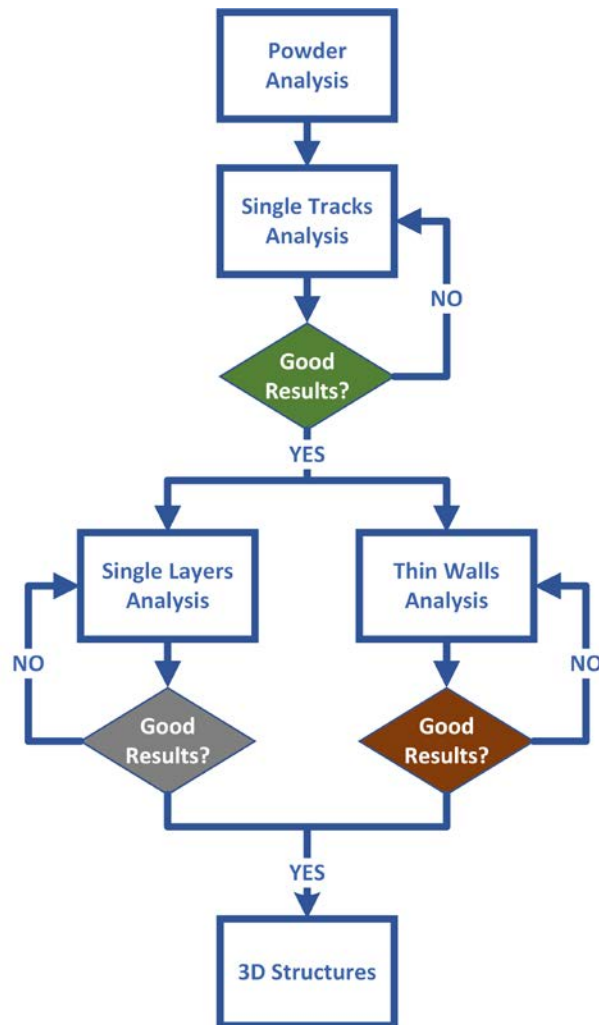 Powder
Analysis
Single Tracks
Analysis
NO
Good
Results?
YES
Single Layers
Analysis
Thin Walls
Analysis
NO
NO
Good
Results?
Good
Results?
YES
3D Structures